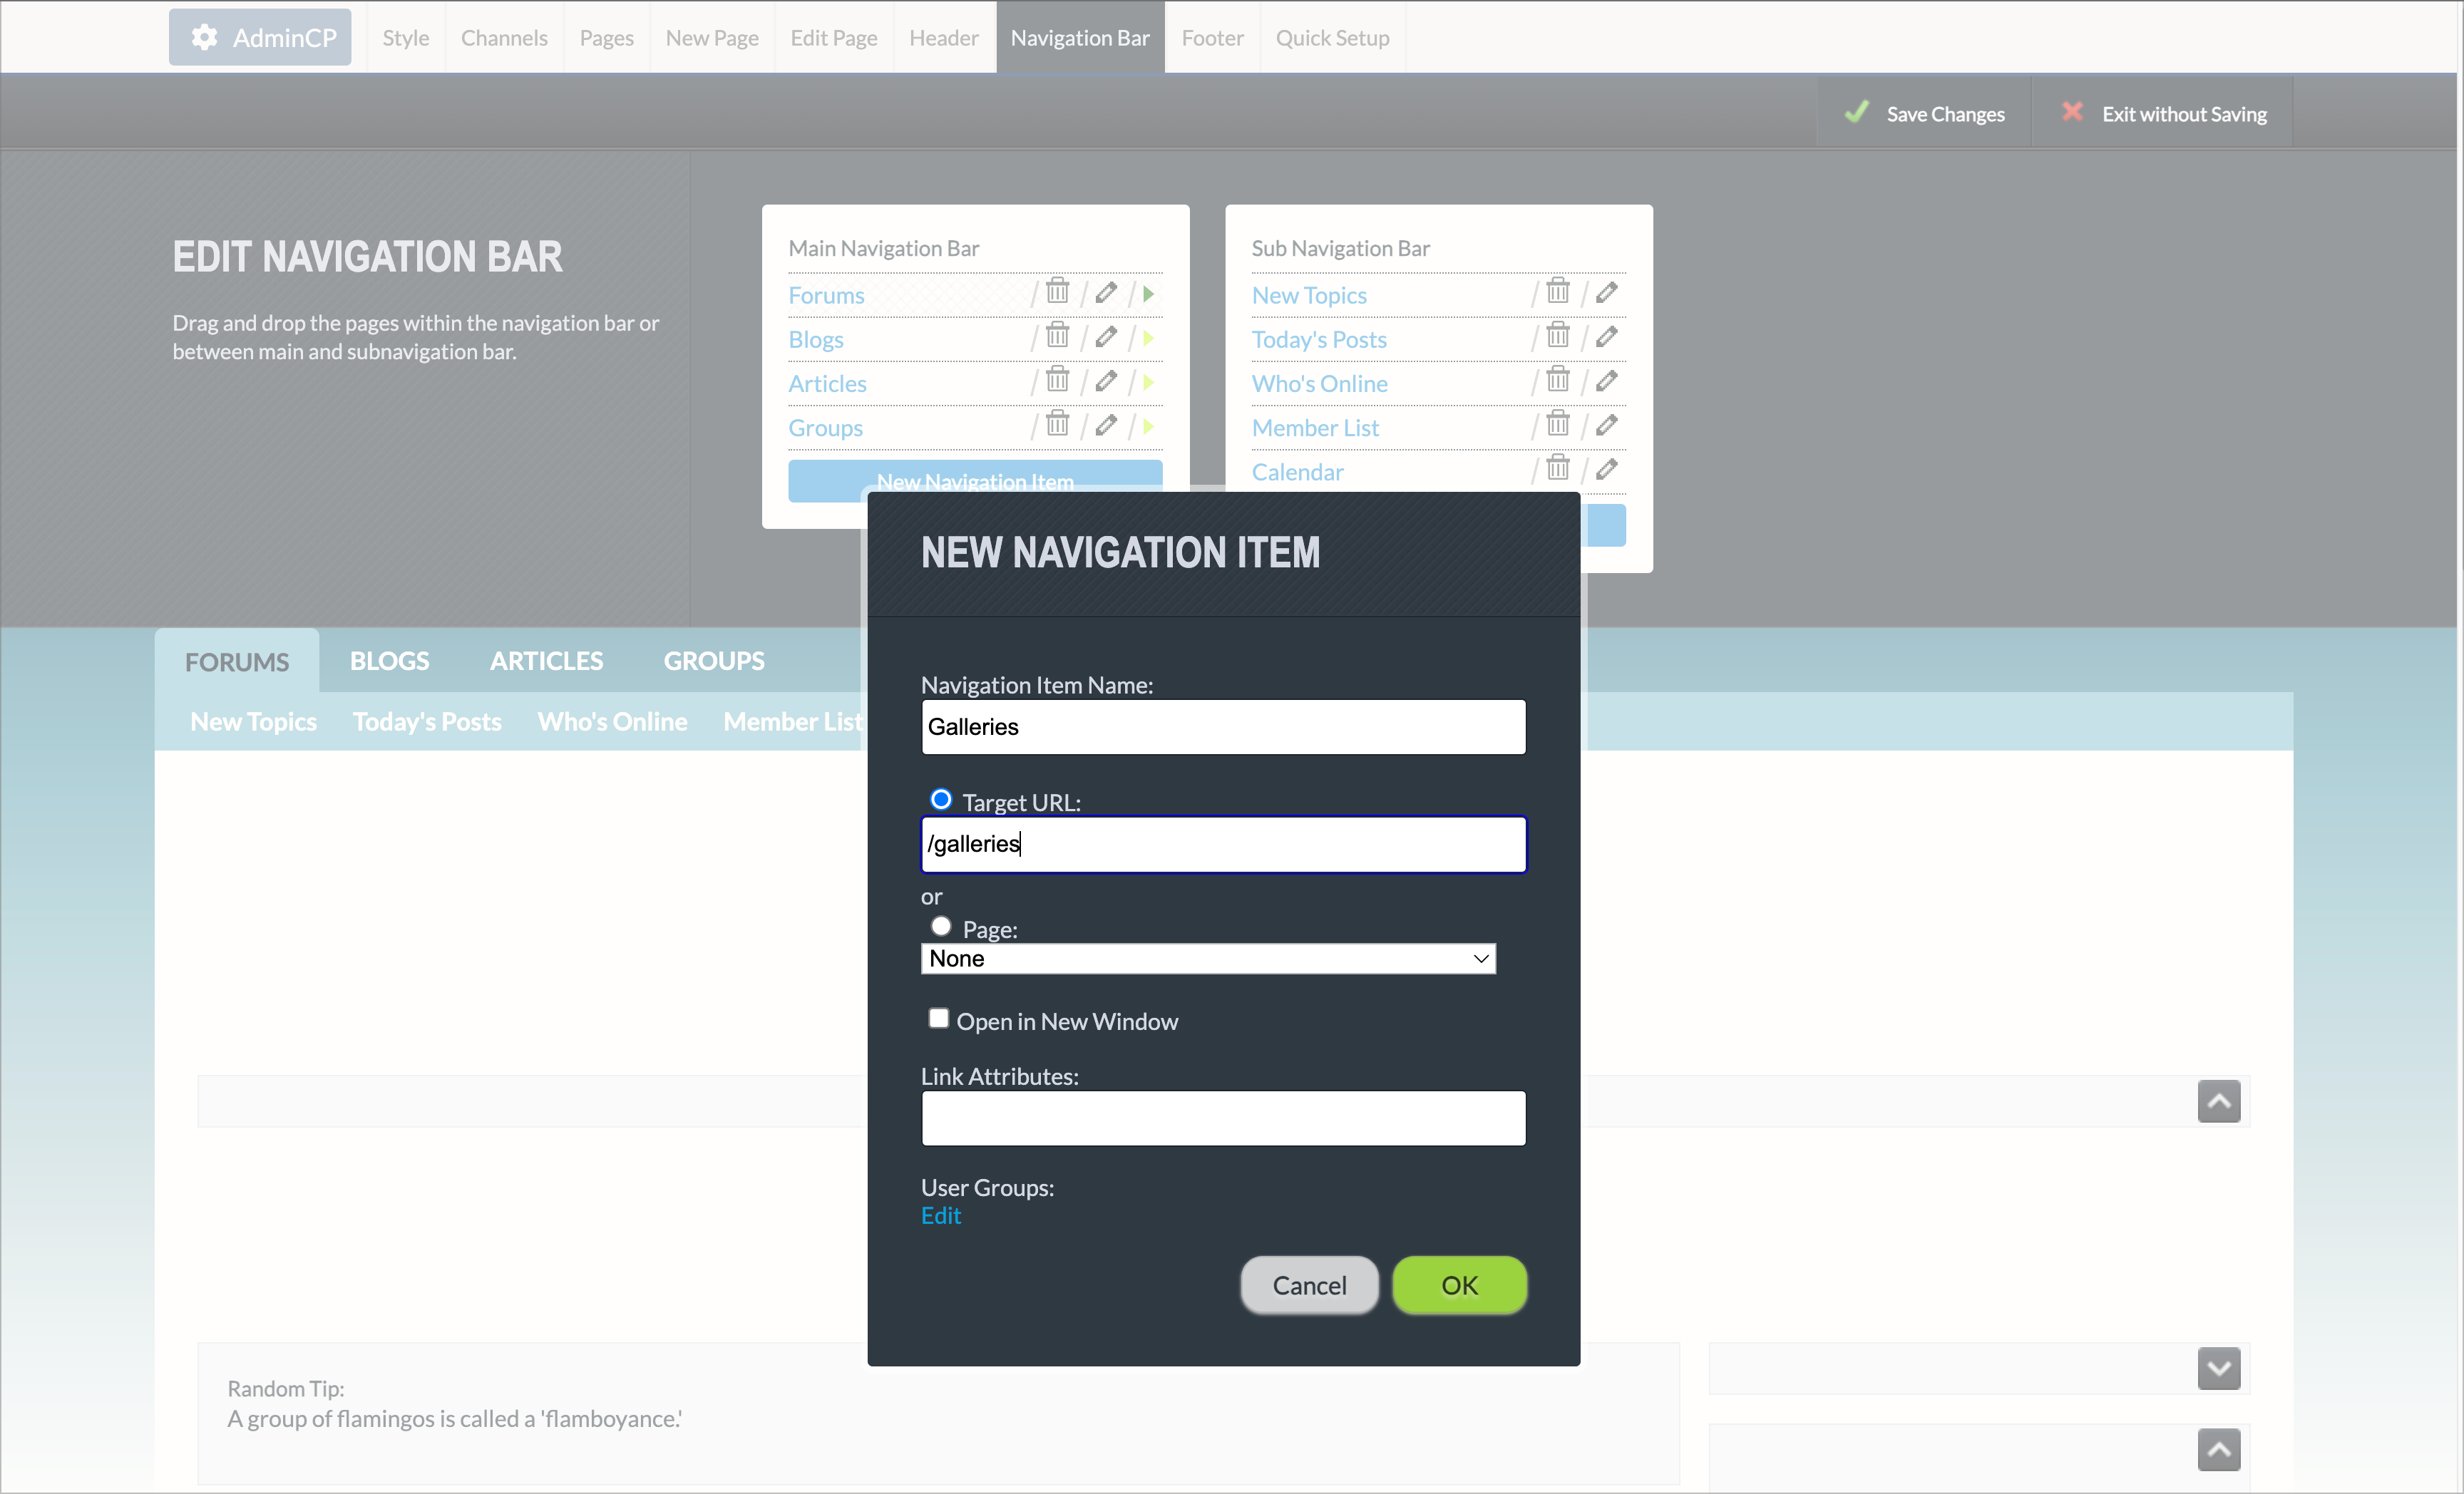 AdminCP
Style
Channels
Pages
New Page
Edit Page
Header
Navigation Bar
Footer
Quick Setup
Save Changes
Exit without Saving
EDIT NAVIGATION BAR
Drag and drop the pages within the navigation bar or
between main and subnavigation bar.
Main Navigation Bar
Forums
Blogs
Articles
Groups
New Navigation Item
Sub Navigation Bar
New Topics
Today's Posts
Who's Online
Member List
Calendar
NEW NAVIGATION ITEM
Navigation Item Name:
Galleries
Target URL:
/galleries
or
Page:
None
Open in New Window
Link Attributes:
User Groups:
Edit
Cancel
OK
FORUMS
BLOGS
ARTICLES
GROUPS
New Topics
Today's Posts
Who's Online
Member List
Random Tip:
A group of flamingos is called a 'flamboyance.'